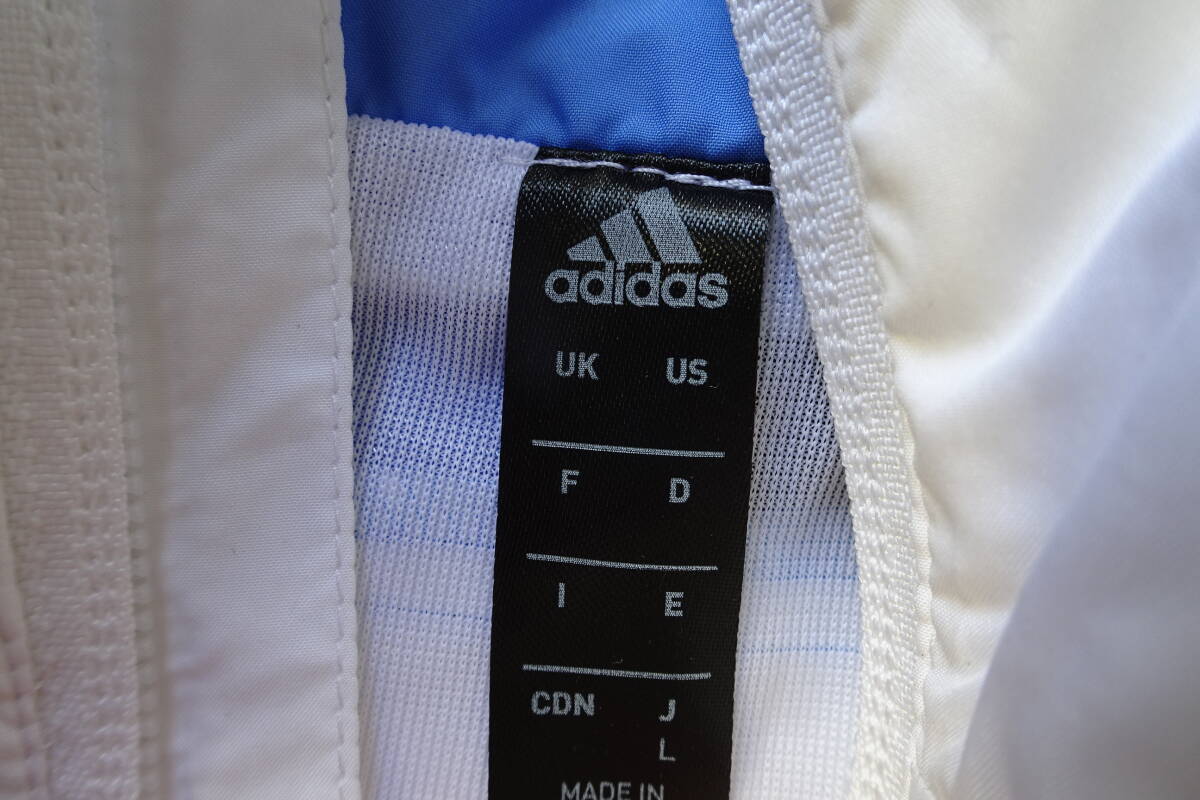 adidas
UK US
F D
I E
CDN J
L
MADE IN